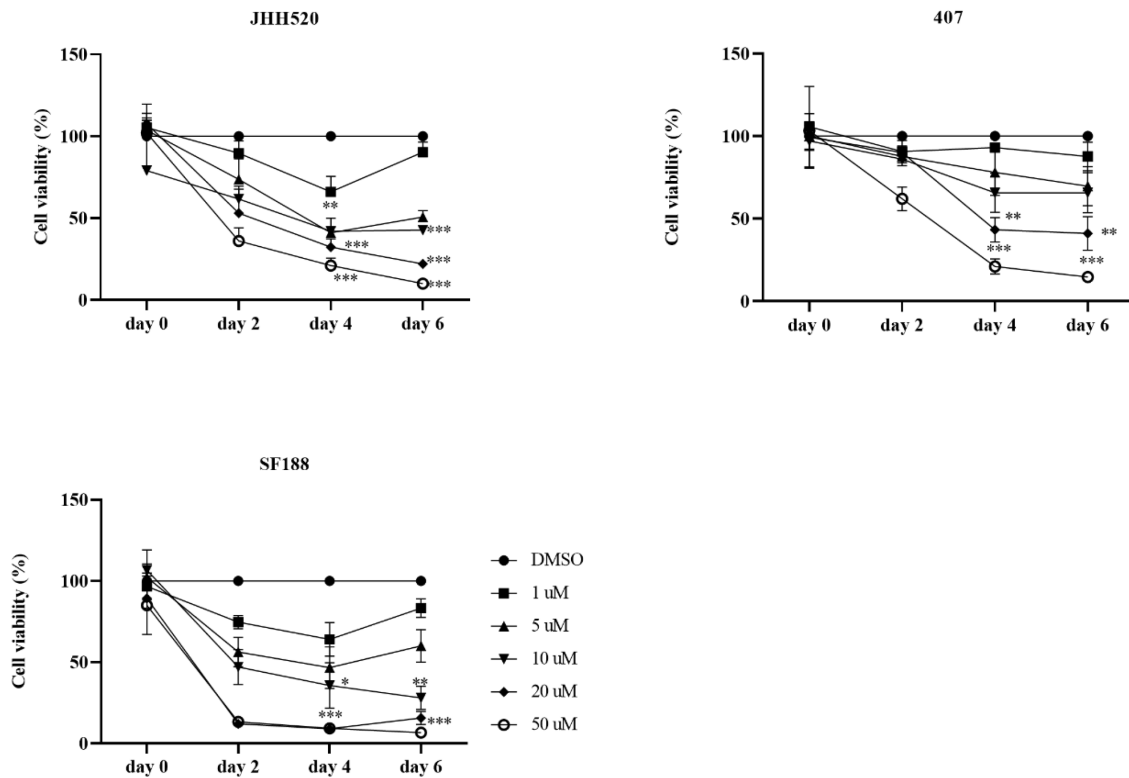 JHH520
150
100
50
0
Cell viability (%)
day 0 day 2 day 4 day 6
**
***
***
***
***
***
407
150
100
50
0
Cell viability (%)
day 0 day 2 day 4 day 6
**
***
**
***
SF188
150
100
50
0
Cell viability (%)
day 0 day 2 day 4 day 6
*
***
**
***
DMSO
1 uM
5 uM
10 uM
20 uM
50 uM